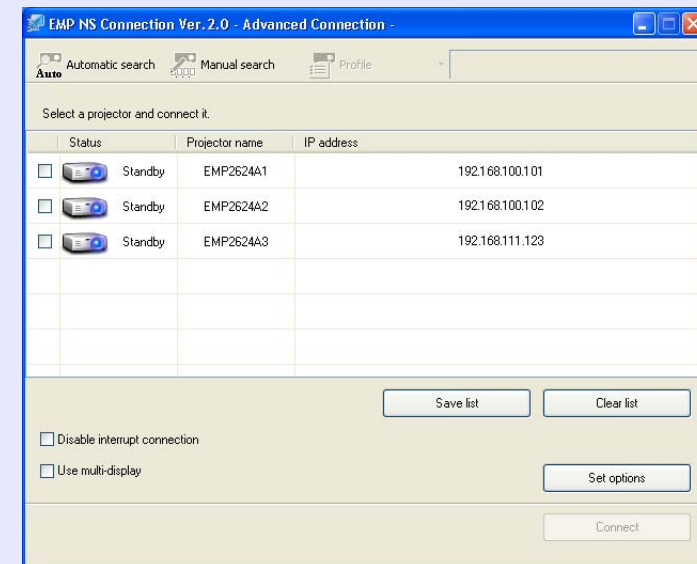 EMP NS Connection Ver.2.0 - Advanced Connection -
Auto Automatic search Manual search Profile
Select a projector and connect it.
Status Projector name IP address
Standby EMP2624A1 192.168.100.101
Standby EMP2624A2 192.168.100.102
Standby EMP2624A3 192.168.111.123
Save list Clear list
Disable interrupt connection
Use multi-display
Set options
Connect